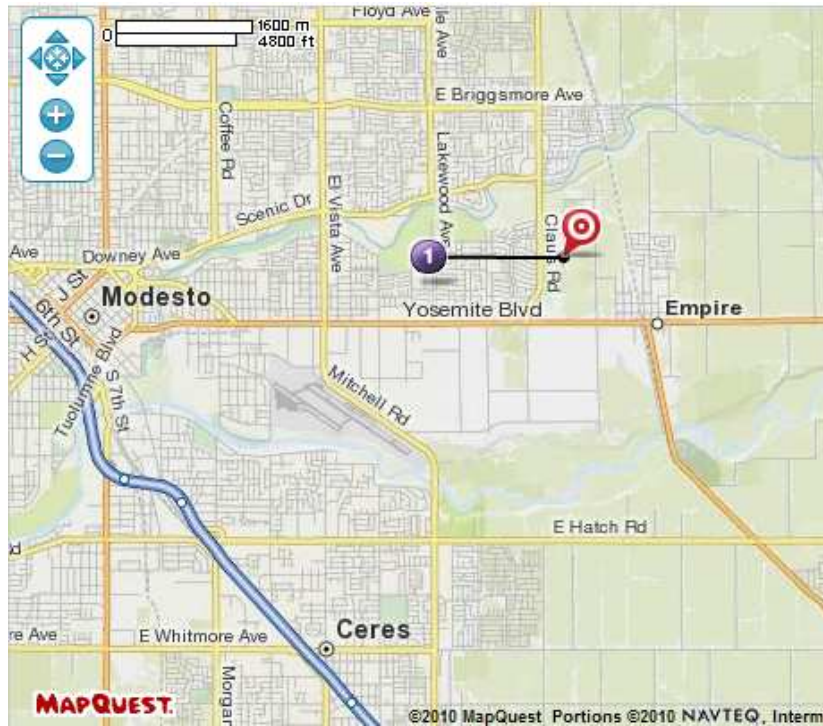 Floyd Ave
0
1600 m
4800 ft
E Briggsmore Ave
Coffee Rd
Lakewood Ave
El Vista Ave
Scenic Dr
Claus Rd
Ave
Downey Ave
1
J St
Modesto
6th St
H St
Yosemite Blvd
Empire
Tuolumne Blvd
S 7th St
Mitchell Rd
E Hatch Rd
Ceres
re Ave
E Whitmore Ave
Morgan
MAPQUEST.
©2010 MapQuest Portions ©2010 NAVTEQ, Interm